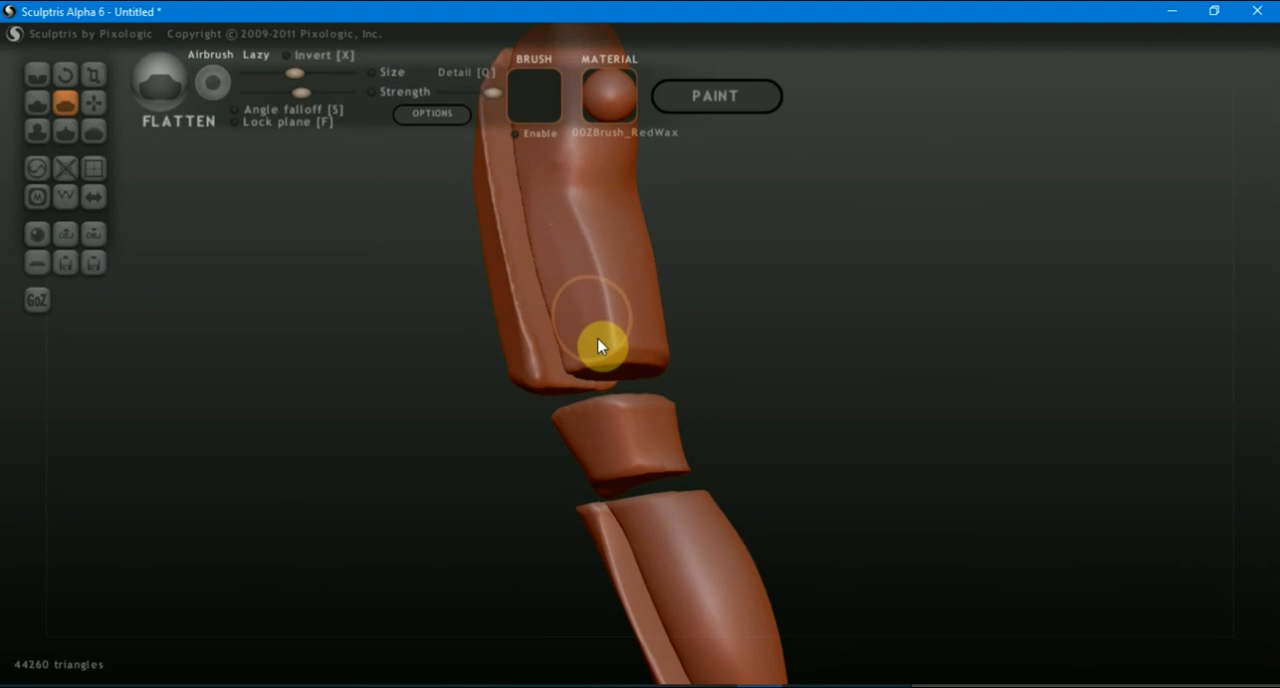 Sculptris Alpha 6 - Untitled *
Sculptris by Pixologic Copyright © 2009-2011 Pixologic, Inc.
Airbrush Lazy Invert [X]
Size Detail [Q]
Strength
Angle falloff [S]
Lock plane [F]
OPTIONS
FLATTEN
BRUSH MATERIAL
PAINT
Enable 00ZBrush_RedWax
GoZ
44260 triangles